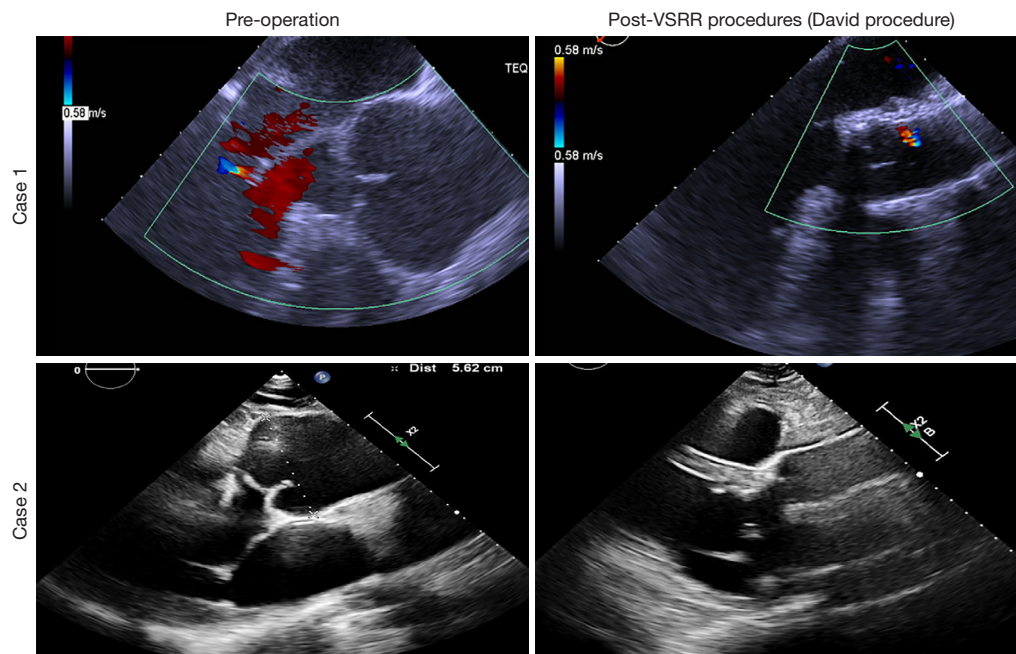 Pre-operation
Post-VSRR procedures (David procedure)
Case 1
0.58 m/s
TEQ
0.58 m/s
0.58 m/s
Case 2
0
P
Dist 5.62 cm
X2
X2
B